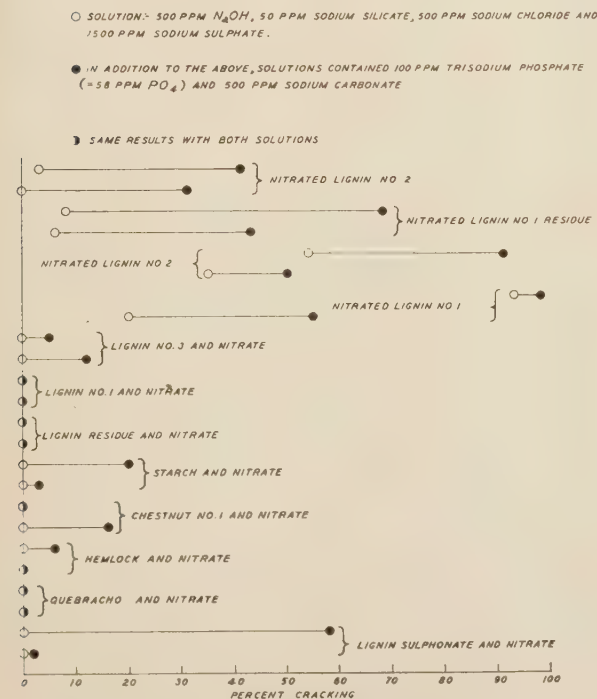 ○ SOLUTION:- 500 PPM NaOH, 50 PPM SODIUM SILICATE, 500 PPM SODIUM CHLORIDE AND
1500 PPM SODIUM SULPHATE.
● IN ADDITION TO THE ABOVE, SOLUTIONS CONTAINED 100 PPM TRISODIUM PHOSPHATE
(=58 PPM PO4) AND 500 PPM SODIUM CARBONATE
◑ SAME RESULTS WITH BOTH SOLUTIONS
NITRATED LIGNIN NO 2
NITRATED LIGNIN NO 1 RESIDUE
NITRATED LIGNIN NO 2
NITRATED LIGNIN NO 1
LIGNIN NO. 3 AND NITRATE
LIGNIN NO. 1 AND NITRATE
LIGNIN RESIDUE AND NITRATE
STARCH AND NITRATE
CHESTNUT NO. 1 AND NITRATE
HEMLOCK AND NITRATE
QUEBRACHO AND NITRATE
LIGNIN SULPHONATE AND NITRATE
0 10 20 30 40 50 60 70 80 90 100
PERCENT CRACKING